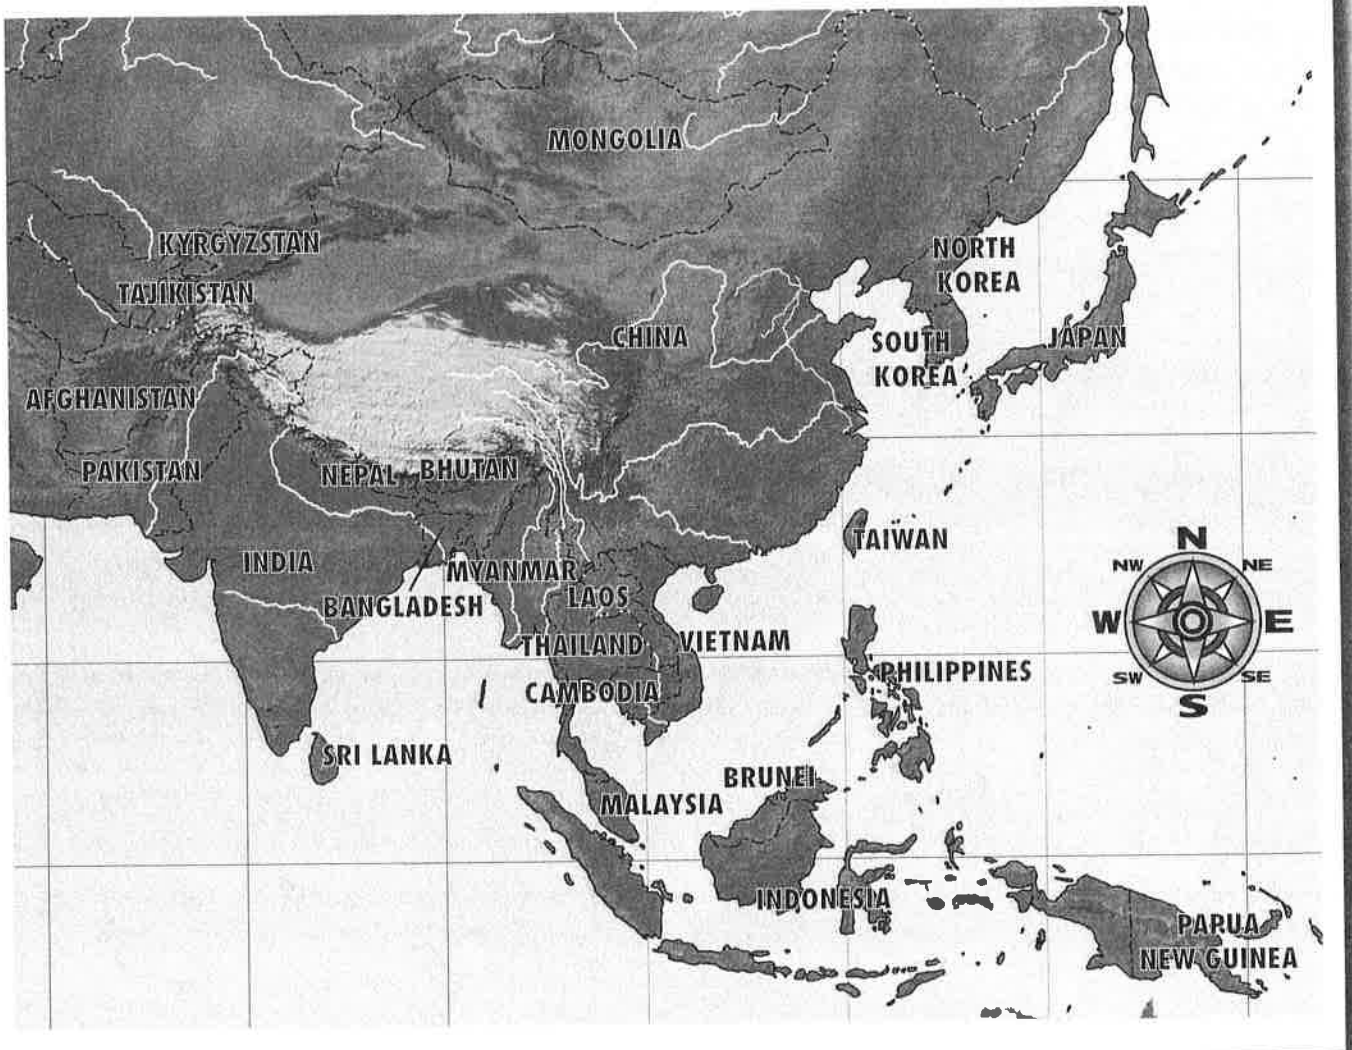 MONGOLIA
KYRGYZSTAN
TAJIKISTAN
NORTH
KOREA
CHINA
SOUTH
KOREA
JAPAN
AFGHANISTAN
PAKISTAN
NEPAL
BHUTAN
INDIA
BANGLADESH
MYANMAR
LAOS
TAIWAN
THAILAND
VIETNAM
CAMBODIA
PHILIPPINES
SRI LANKA
BRUNEI
MALAYSIA
INDONESIA
PARUA
NEW GUINEA
N
NW
NE
W
E
SW
SE
S